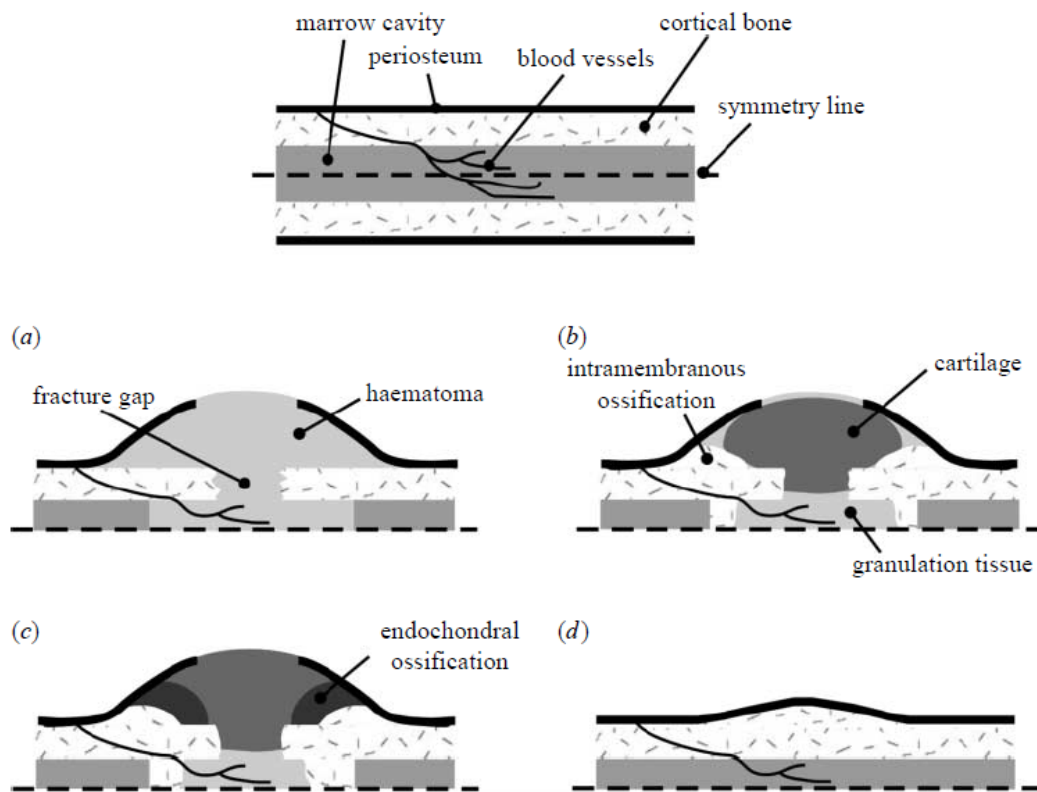 marrow cavity
periosteum
blood vessels
cortical bone
symmetry line
(a)
fracture gap
haematoma
(b)
intramembranous
ossification
cartilage
granulation tissue
(c)
endochondral
ossification
(d)